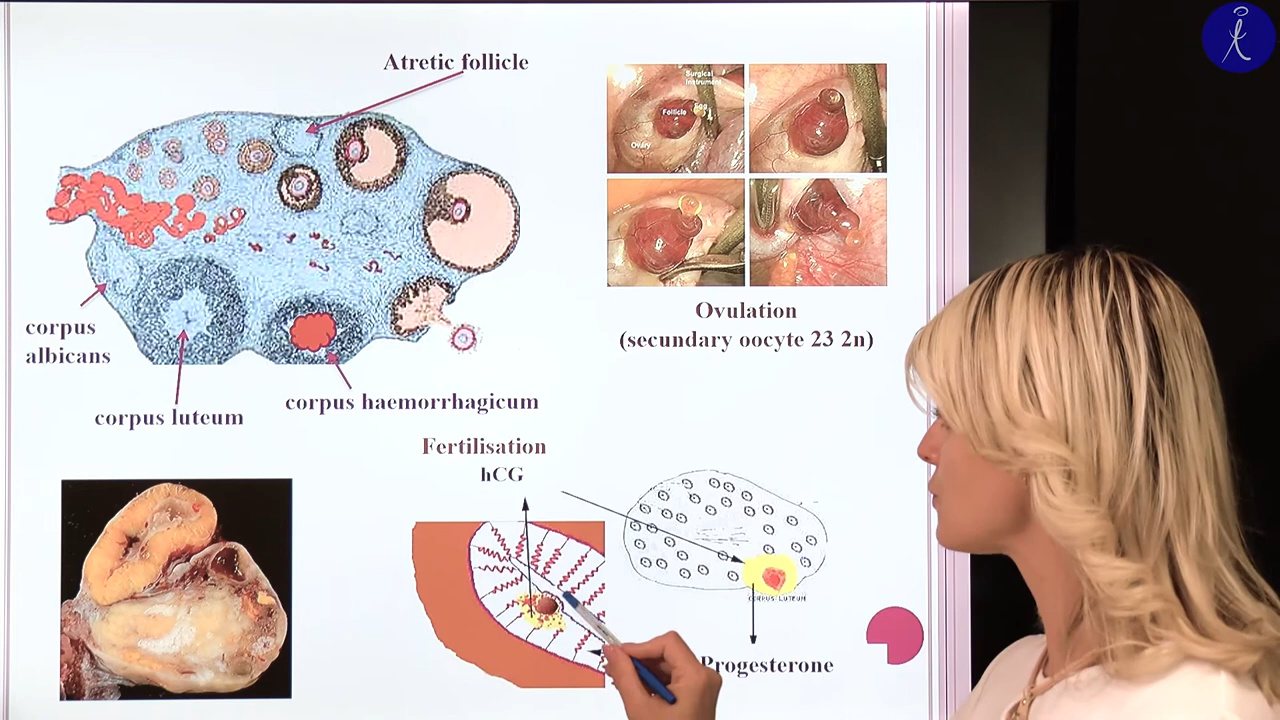 Atretic follicle
Surgical
Instrument
Egg
Follicle
Ovary
corpus
albicans
corpus luteum
corpus haemorrhagicum
Ovulation
(secundary oocyte 23 2n)
Fertilisation
hCG
CORPUS LUTEUM
Progesterone